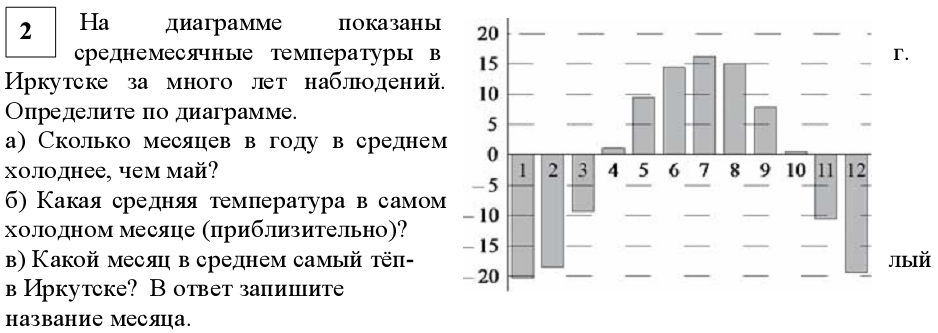 2 На диаграмме показаны
среднемесячные температуры в г.
Иркутске за много лет наблюдений.
Определите по диаграмме.
а) Сколько месяцев в году в среднем
холоднее, чем май?
б) Какая средняя температура в самом
холодном месяце (приблизительно)?
в) Какой месяц в среднем самый тёп-лый
в Иркутске? В ответ запишите
название месяца.
20
15
10
5
0
–5
–10
–15
–20
1 2 3 4 5 6 7 8 9 10 11 12